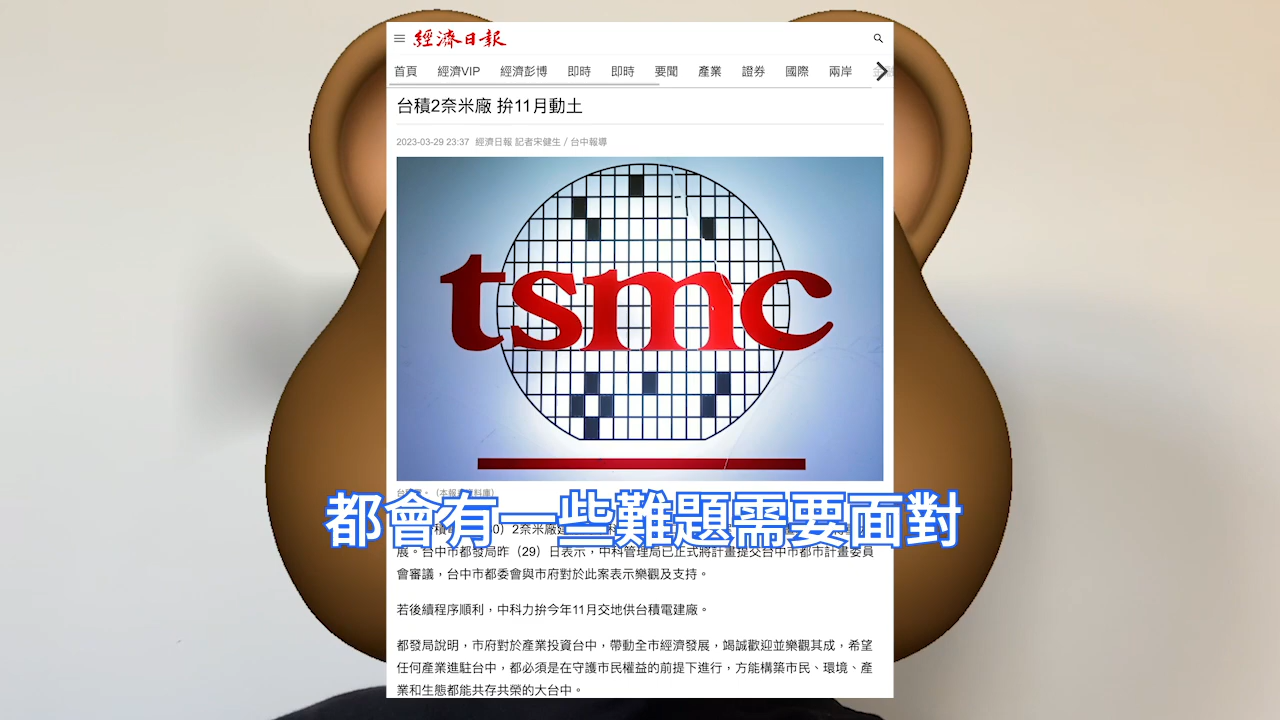 經濟日報
首頁 經濟VIP 經濟彭博 即時 即時 要聞 產業 證券 國際 兩岸
台積2奈米廠 拚11月動土
2023-03-29 23:37 經濟日報 記者宋健生 / 台中報導
tsmc
都會有一些難題需要面對
展。台中市都發局昨(29)日表示,中科管理局已正式將計畫提交台中市都市計畫委員
會審議,台中市都委會與市府對於此案表示樂觀及支持。
若後續程序順利,中科力拚今年11月交地供台積電建廠。
都發局說明,市府對於產業投資台中,帶動全市經濟發展,竭誠歡迎並樂觀其成,希望
任何產業進駐台中,都必須是在守護市民權益的前提下進行,方能構築市民、環境、產
業和生態都能共存共榮的大台中。